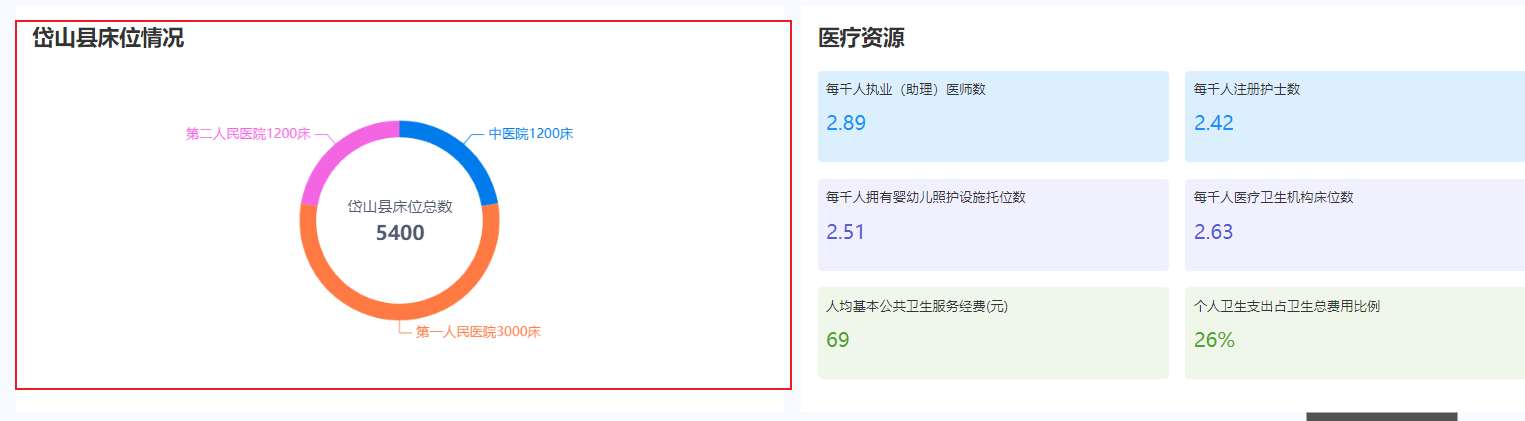 岱山县床位情况
第二人民医院1200床
中医院1200床
岱山县床位总数
5400
第一人民医院3000床
医疗资源
每千人执业（助理）医师数
2.89
每千人注册护士数
2.42
每千人拥有婴幼儿照护设施托位数
2.51
每千人医疗卫生机构床位数
2.63
人均基本公共卫生服务经费(元)
69
个人卫生支出占卫生总费用比例
26%